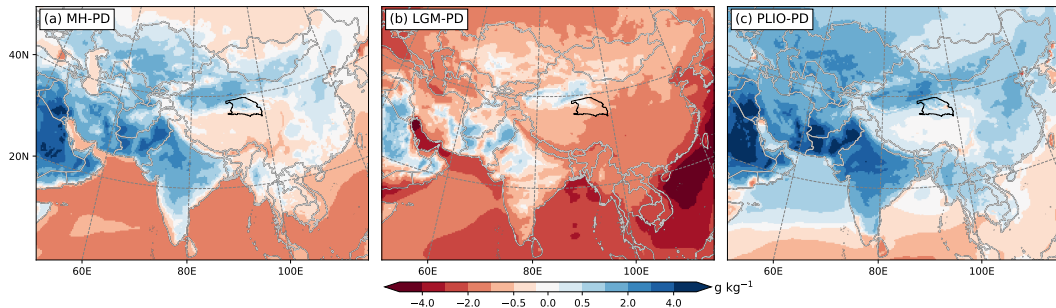 (a) MH-PD
(b) LGM-PD
(c) PLIO-PD
40N
20N
60E 80E 100E
60E 80E 100E
60E 80E 100E
−4.0 −2.0 −0.5 0.0 0.5 2.0 4.0 g kg⁻¹